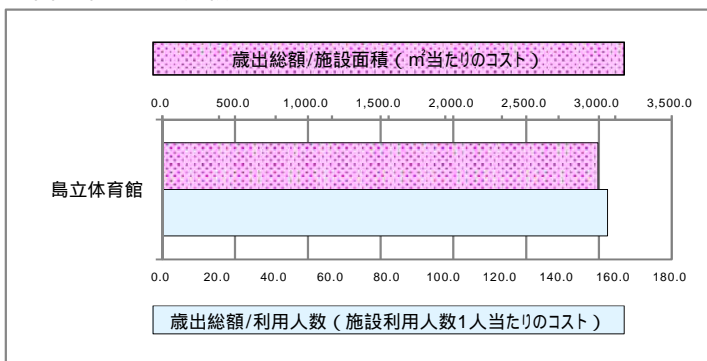 歳出総額/施設面積（㎡当たりのコスト）
0.0 500.0 1,000.0 1,500.0 2,000.0 2,500.0 3,000.0 3,500.0
島立体育館
0.0 20.0 40.0 60.0 80.0 100.0 120.0 140.0 160.0 180.0
歳出総額/利用人数（施設利用人数1人当たりのコスト）